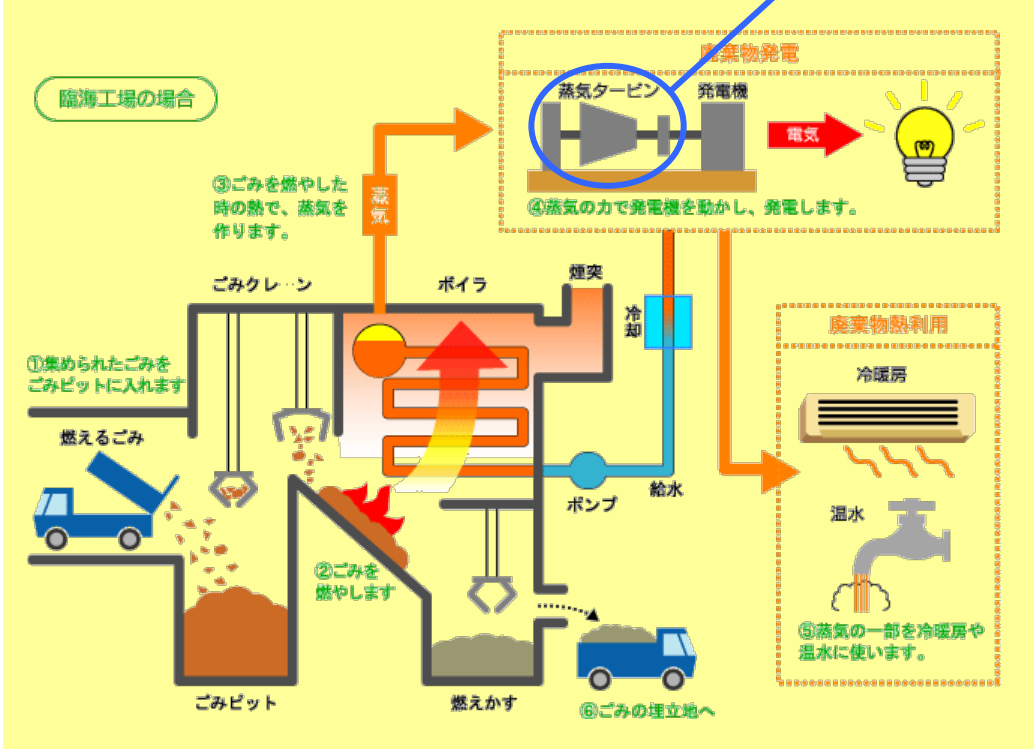 臨海工場の場合
廃棄物発電
蒸気タービン
発電機
電気
④蒸気の力で発電機を動かし、発電します。
③ごみを燃やした
時の熱で、蒸気を
作ります。
蒸気
ごみクレーン
ボイラ
煙突
冷却
廃棄物熱利用
冷暖房
①集められたごみを
ごみピットに入れます
燃えるごみ
ポンプ
給水
温水
②ごみを
燃やします
⑤蒸気の一部を冷暖房や
温水に使います。
ごみピット
燃えかす
⑥ごみの埋立地へ